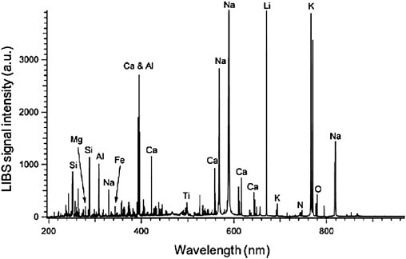 Na
Li
K
Ca & Al
Na
Mg
Si
Al
Fe
Ca
Si
Na
Ti
Ca
Ca
Ca
K
N
O
Na
3000
2000
1000
0
200
400
600
800
LIBS signal intensity (a.u.)
Wavelength (nm)